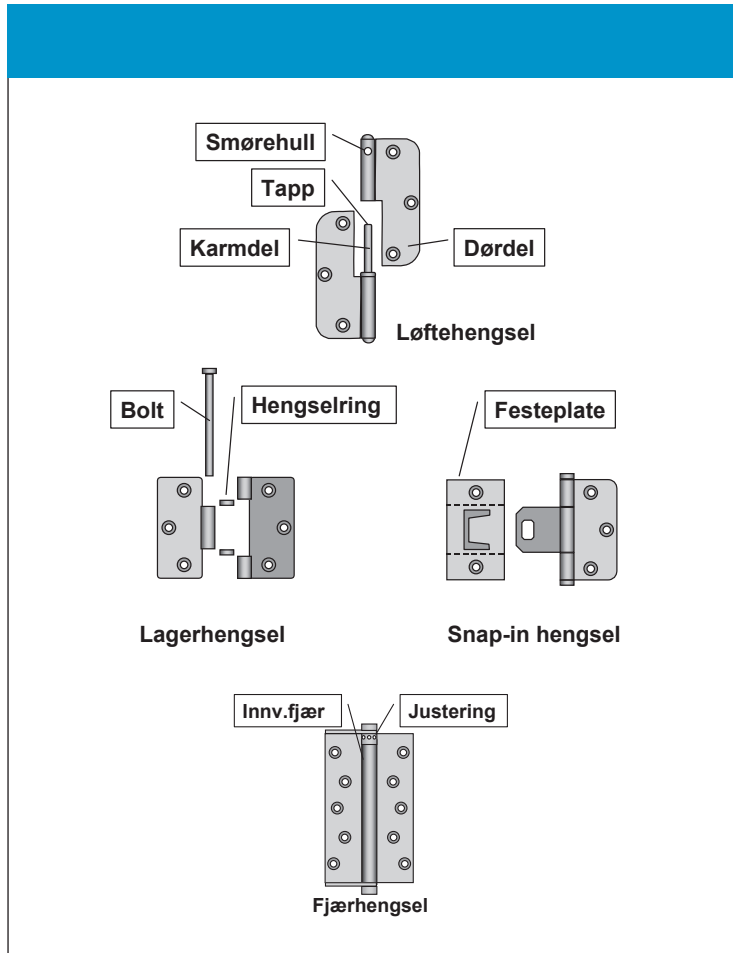 Smørehull
Tapp
Karmdel
Dørdel
Løftehengsel
Bolt
Hengselring
Festeplate
Lagerhengsel
Snap-in hengsel
Innv.fjær
Justering
Fjærhengsel